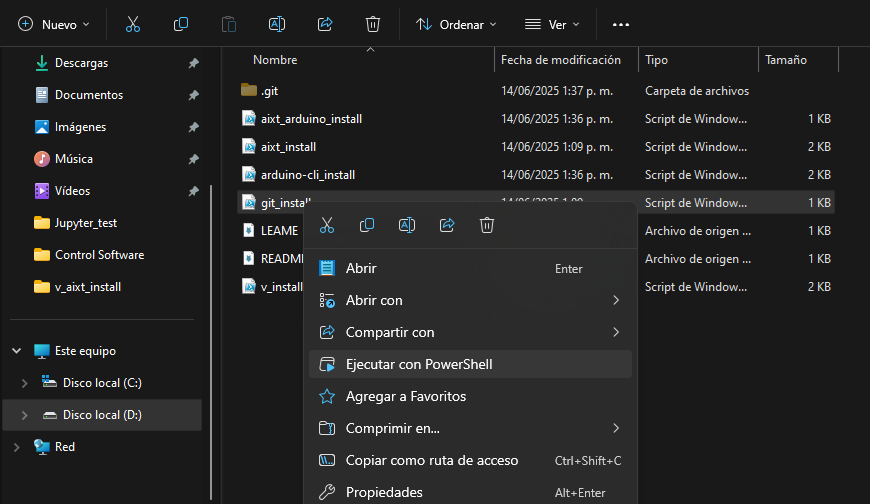 Nuevo Ordenar Ver
Nombre Fecha de modificación Tipo Tamaño
Descargas
Documentos
Imágenes
Música
Vídeos
Jupyter_test
Control Software
v_aixt_install
Este equipo
Disco local (C:)
Disco local (D:)
Red
.git 14/06/2025 1:37 p. m. Carpeta de archivos
aixt_arduino_install 14/06/2025 1:36 p. m. Script de Window... 1 KB
aixt_install 14/06/2025 1:09 p. m. Script de Window... 2 KB
arduino-cli_install 14/06/2025 1:36 p. m. Script de Window... 2 KB
git_install 14/06/2025 1:09 Script de Window... 1 KB
LEAME Archivo de origen ... 1 KB
README Archivo de origen ... 1 KB
v_install Script de Window... 2 KB
Abrir Enter
Abrir con
Compartir con
Ejecutar con PowerShell
Agregar a Favoritos
Comprimir en...
Copiar como ruta de acceso Ctrl+Shift+C
Propiedades Alt+Enter